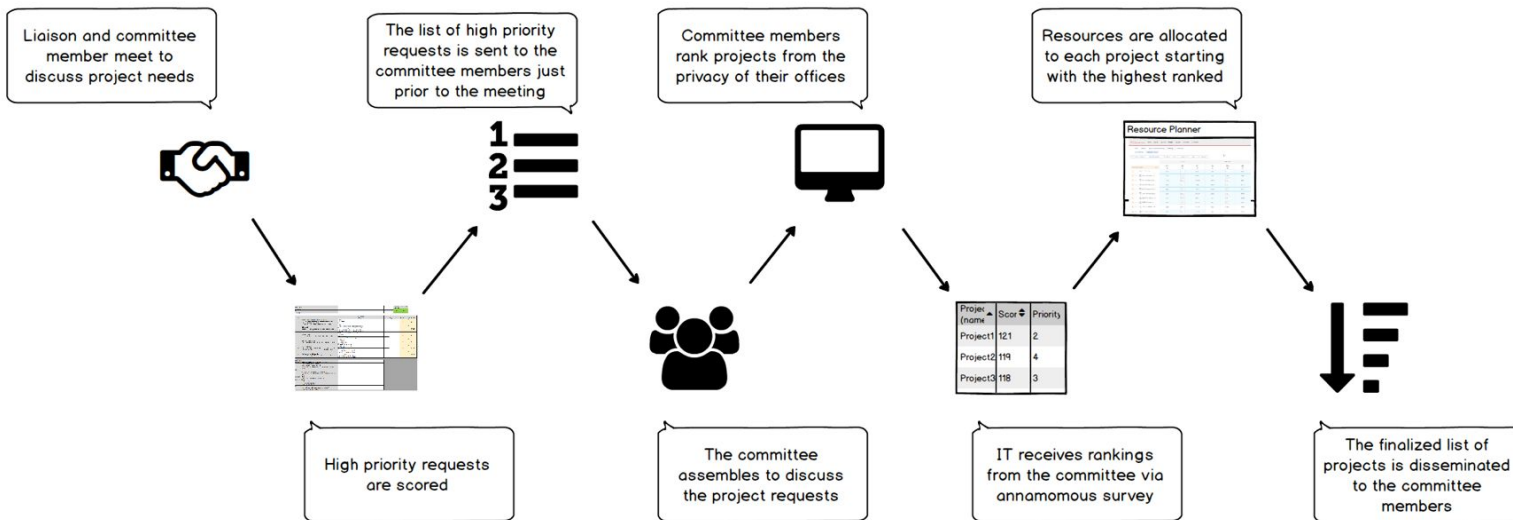 Liaison and committee
member meet to
discuss project needs
The list of high priority
requests is sent to the
committee members just
prior to the meeting
Committee members
rank projects from the
privacy of their offices
Resources are allocated
to each project starting
with the highest ranked
1
2
3
Resource Planner
Projec
(name
Scor
Priority
Project1 121 2
Project2 119 4
Project3 118 3
High priority requests
are scored
The committee
assembles to discuss
the project requests
IT receives rankings
from the committee via
annamomous survey
The finalized list of
projects is disseminated
to the committee
members